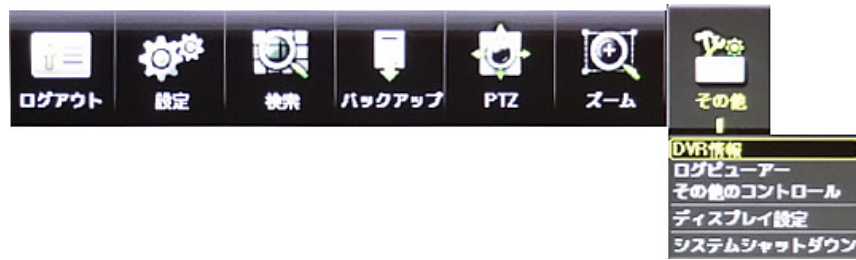 ログアウト
設定
検索
バックアップ
PTZ
ズーム
その他
DVR情報
ログビューアー
その他のコントロール
ディスプレイ設定
システムシャットダウン